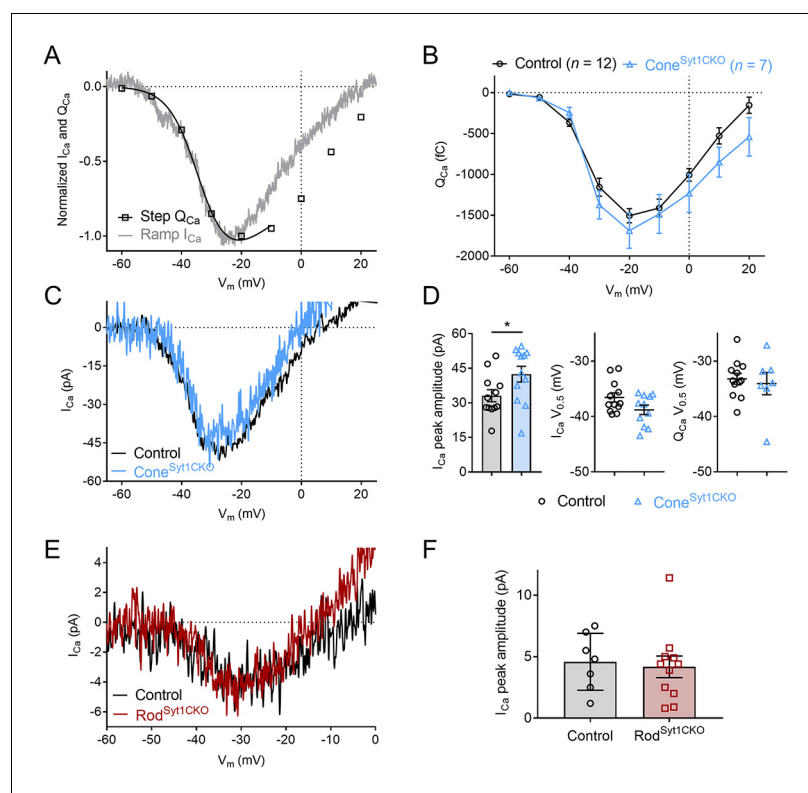 A
Normalized I_Ca and Q_Ca
0.0
-0.5
-1.0
Step Q_Ca
Ramp I_Ca
-60 -40 -20 0 20
V_m (mV)
B
Control (n = 12) Cone^Syt1CKO (n = 7)
Q_Ca (fC)
0
-500
-1000
-1500
-2000
-60 -40 -20 0 20
V_m (mV)
C
I_Ca (pA)
0
-15
-30
-45
-60
Control
Cone^Syt1CKO
-60 -40 -20 0
V_m (mV)
D
I_Ca peak amplitude (pA)
60
45
30
15
0
*
I_Ca V_0.5 (mV)
-30
-40
-50
Q_Ca V_0.5 (mV)
-30
-40
-50
Control Cone^Syt1CKO
E
I_Ca (pA)
4
2
0
-2
-4
-6
Control
Rod^Syt1CKO
-60 -50 -40 -30 -20 -10 0
V_m (mV)
F
I_Ca peak amplitude (pA)
10
5
0
Control Rod^Syt1CKO